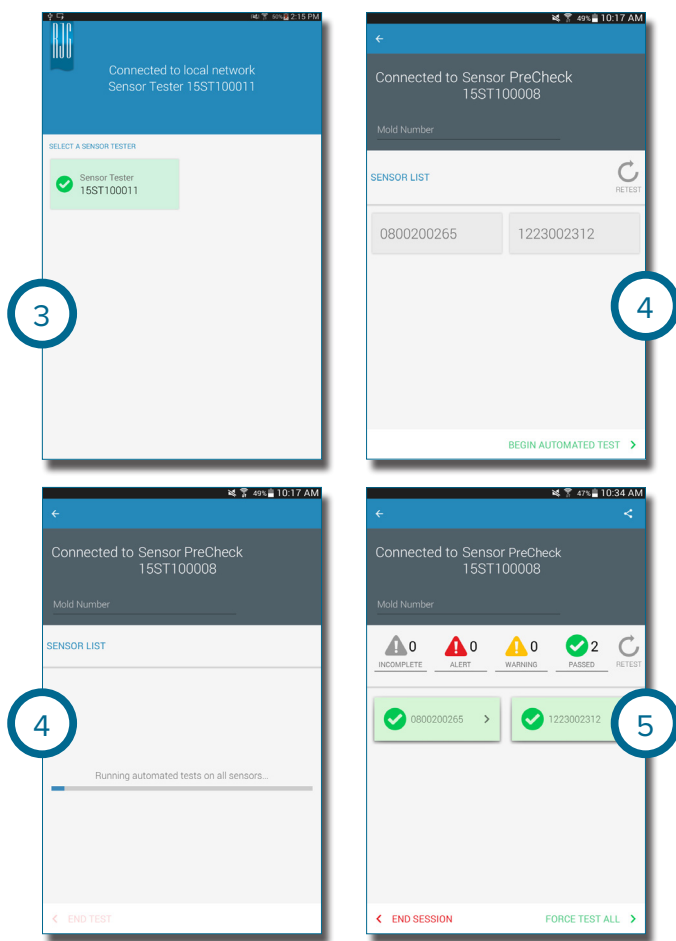 2:15 PM
50%
RJG
Connected to local network
Sensor Tester 15ST100011
SELECT A SENSOR TESTER
Sensor Tester
15ST100011
3
49% 10:17 AM
Connected to Sensor PreCheck
15ST100008
Mold Number
SENSOR LIST
RETEST
0800200265
1223002312
4
BEGIN AUTOMATED TEST
49% 10:17 AM
Connected to Sensor PreCheck
15ST100008
Mold Number
SENSOR LIST
4
Running automated tests on all sensors...
END TEST
47% 10:34 AM
Connected to Sensor PreCheck
15ST100008
Mold Number
0
INCOMPLETE
0
ALERT
0
WARNING
2
PASSED
RETEST
0800200265
1223002312
5
END SESSION
FORCE TEST ALL